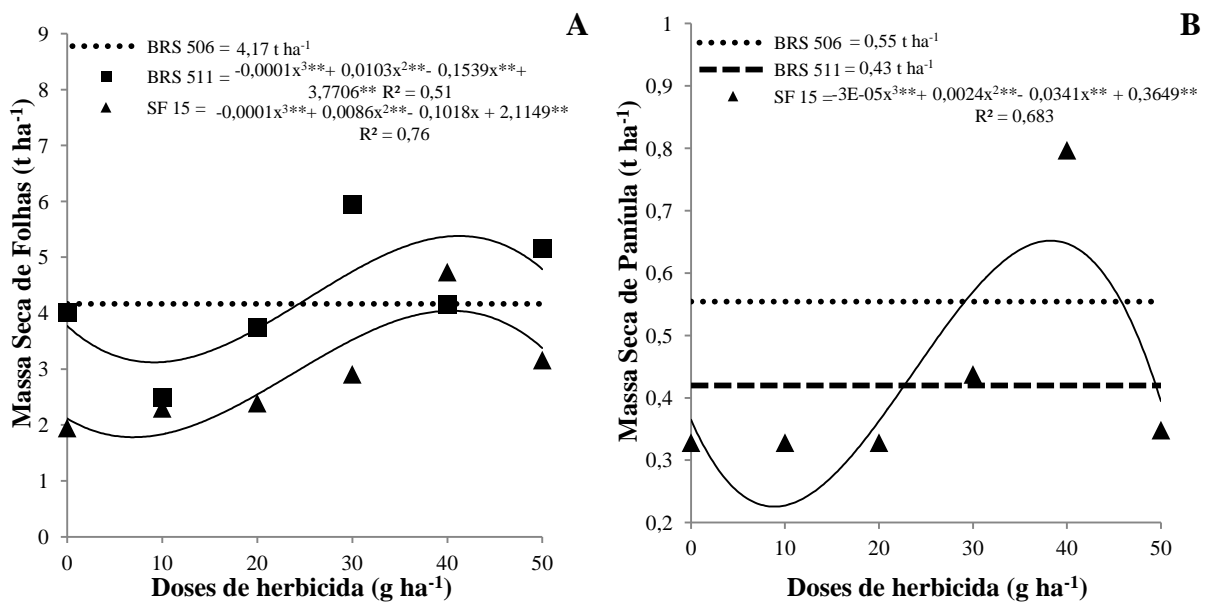 A
BRS 506 = 4,17 t ha⁻¹
BRS 511 = -0,0001x³**+ 0,0103x²**- 0,1539x**+
3,7706** R² = 0,51
SF 15 = -0,0001x³**+ 0,0086x²**- 0,1018x + 2,1149**
R² = 0,76
Massa Seca de Folhas (t ha⁻¹)
9
8
7
6
5
4
3
2
1
0
0 10 20 30 40 50
Doses de herbicida (g ha⁻¹)
B
BRS 506 = 0,55 t ha⁻¹
BRS 511 = 0,43 t ha⁻¹
SF 15 = -3E-05x³**+ 0,0024x²**- 0,0341x** + 0,3649**
R² = 0,683
Massa Seca de Paníula (t ha⁻¹)
1
0,9
0,8
0,7
0,6
0,5
0,4
0,3
0,2
0 10 20 30 40 50
Doses de herbicida (g ha⁻¹)